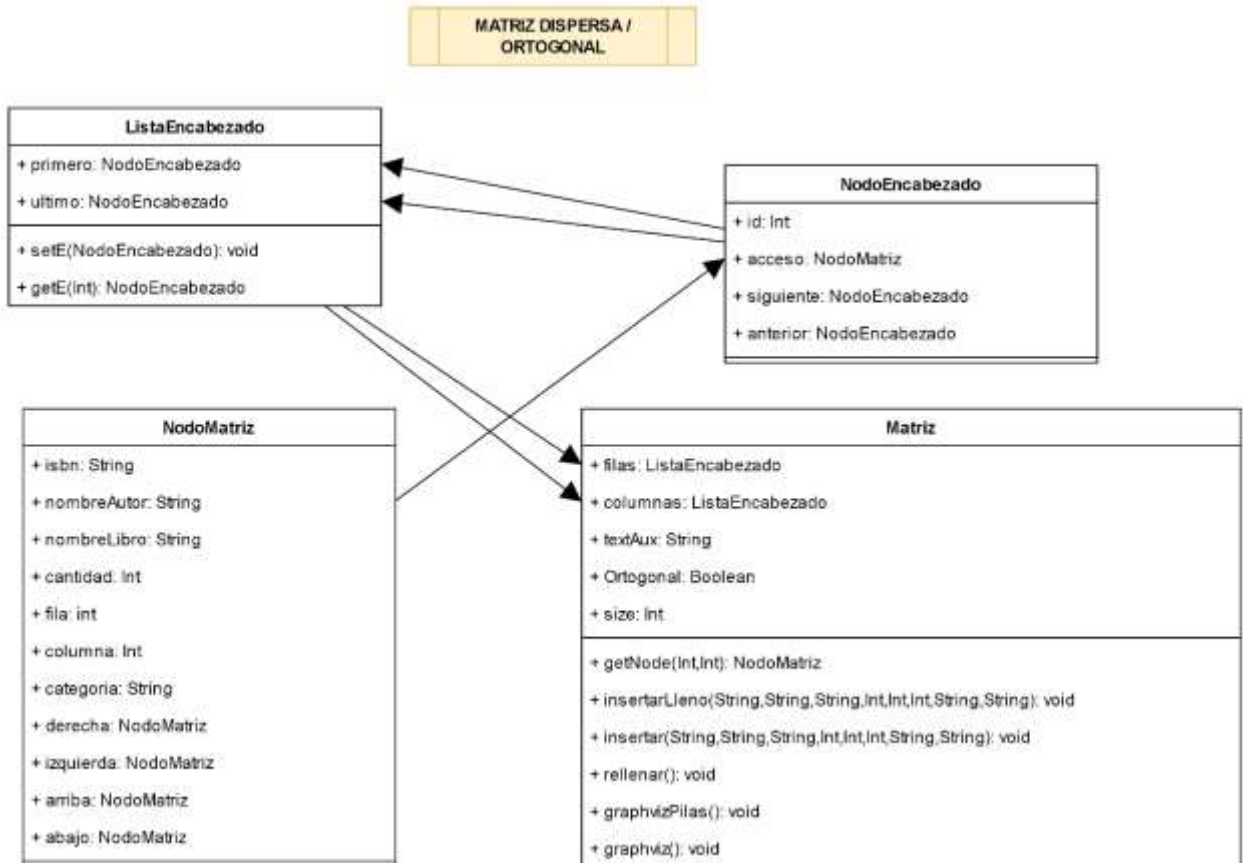 MATRIZ DISPERSA /
ORTOGONAL
ListaEncabezado
+ primero: NodoEncabezado
+ ultimo: NodoEncabezado
+ setE(NodoEncabezado): void
+ getE(Int): NodoEncabezado
NodoEncabezado
+ id: Int
+ acceso: NodoMatriz
+ siguiente: NodoEncabezado
+ anterior: NodoEncabezado
NodoMatriz
+ isbn: String
+ nombreAutor: String
+ nombreLibro: String
+ cantidad: Int
+ fila: int
+ columna: Int
+ categoria: String
+ derecha: NodoMatriz
+ izquierda: NodoMatriz
+ arriba: NodoMatriz
+ abajo: NodoMatriz
Matriz
+ filas: ListaEncabezado
+ columnas: ListaEncabezado
+ textAux: String
+ Ortogonal: Boolean
+ size: Int
+ getNode(Int,Int): NodoMatriz
+ insertarLleno(String,String,String,Int,Int,Int,String,String): void
+ insertar(String,String,String,Int,Int,Int,String,String): void
+ rellenar(): void
+ graphvizPilas(): void
+ graphviz(): void